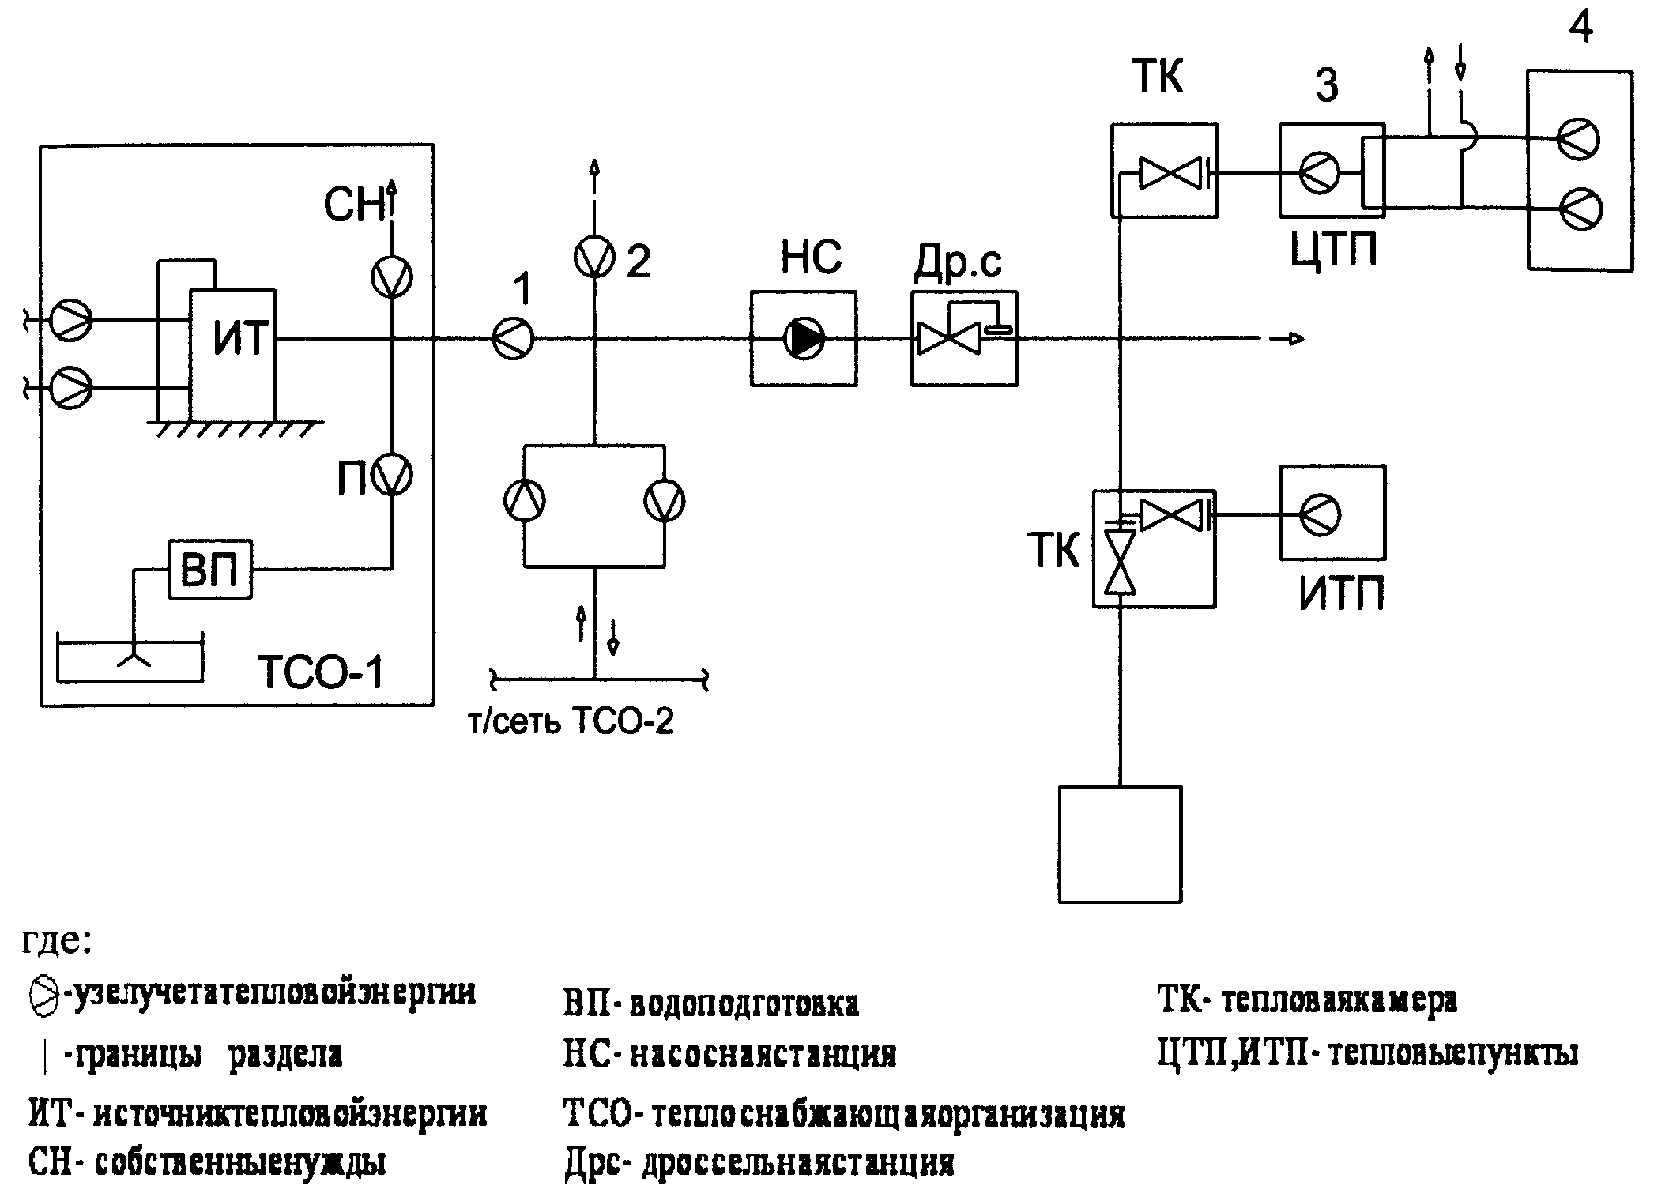 4
ТК
3
СН
1
2
НС
Др.с
ЦТП
ИТ
П
ТК
ВП
ИТП
ТСО-1
т/сеть ТСО-2
где:
-узелучетатепловойэнергии
-границы раздела
ИТ- источниктепловойэнергии
СН- собственныенужды
ВП- водоподготовка
НС- насоснаястанция
ТСО- теплоснабжающаяорганизация
Дрс- дроссельнаястанция
ТК- тепловаякамера
ЦТП,ИТП- тепловыепункты